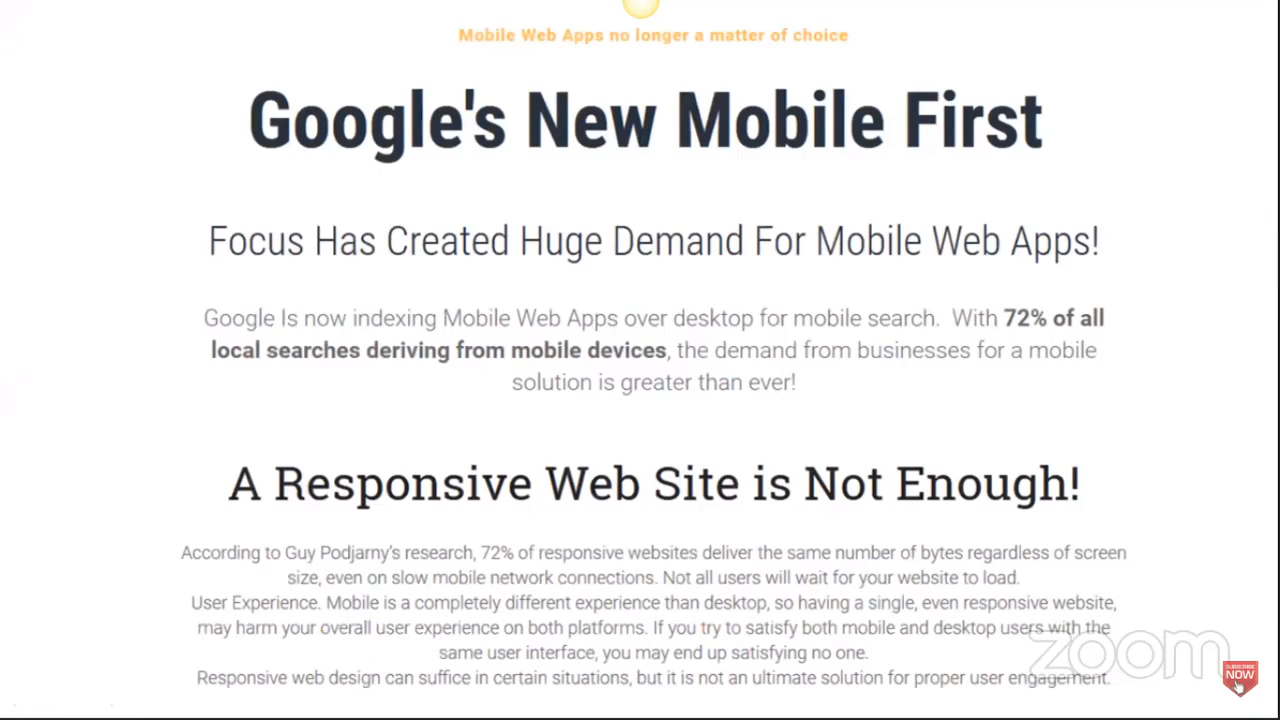 Mobile Web Apps no longer a matter of choice
Google's New Mobile First
Focus Has Created Huge Demand For Mobile Web Apps!
Google Is now indexing Mobile Web Apps over desktop for mobile search. With 72% of all
local searches deriving from mobile devices, the demand from businesses for a mobile
solution is greater than ever!
A Responsive Web Site is Not Enough!
According to Guy Podjarny's research, 72% of responsive websites deliver the same number of bytes regardless of screen
size, even on slow mobile network connections. Not all users will wait for your website to load.
User Experience. Mobile is a completely different experience than desktop, so having a single, even responsive website,
may harm your overall user experience on both platforms. If you try to satisfy both mobile and desktop users with the
same user interface, you may end up satisfying no one.
Responsive web design can suffice in certain situations, but it is not an ultimate solution for proper user engagement.
zoom
SUBSCRIBE
NOW